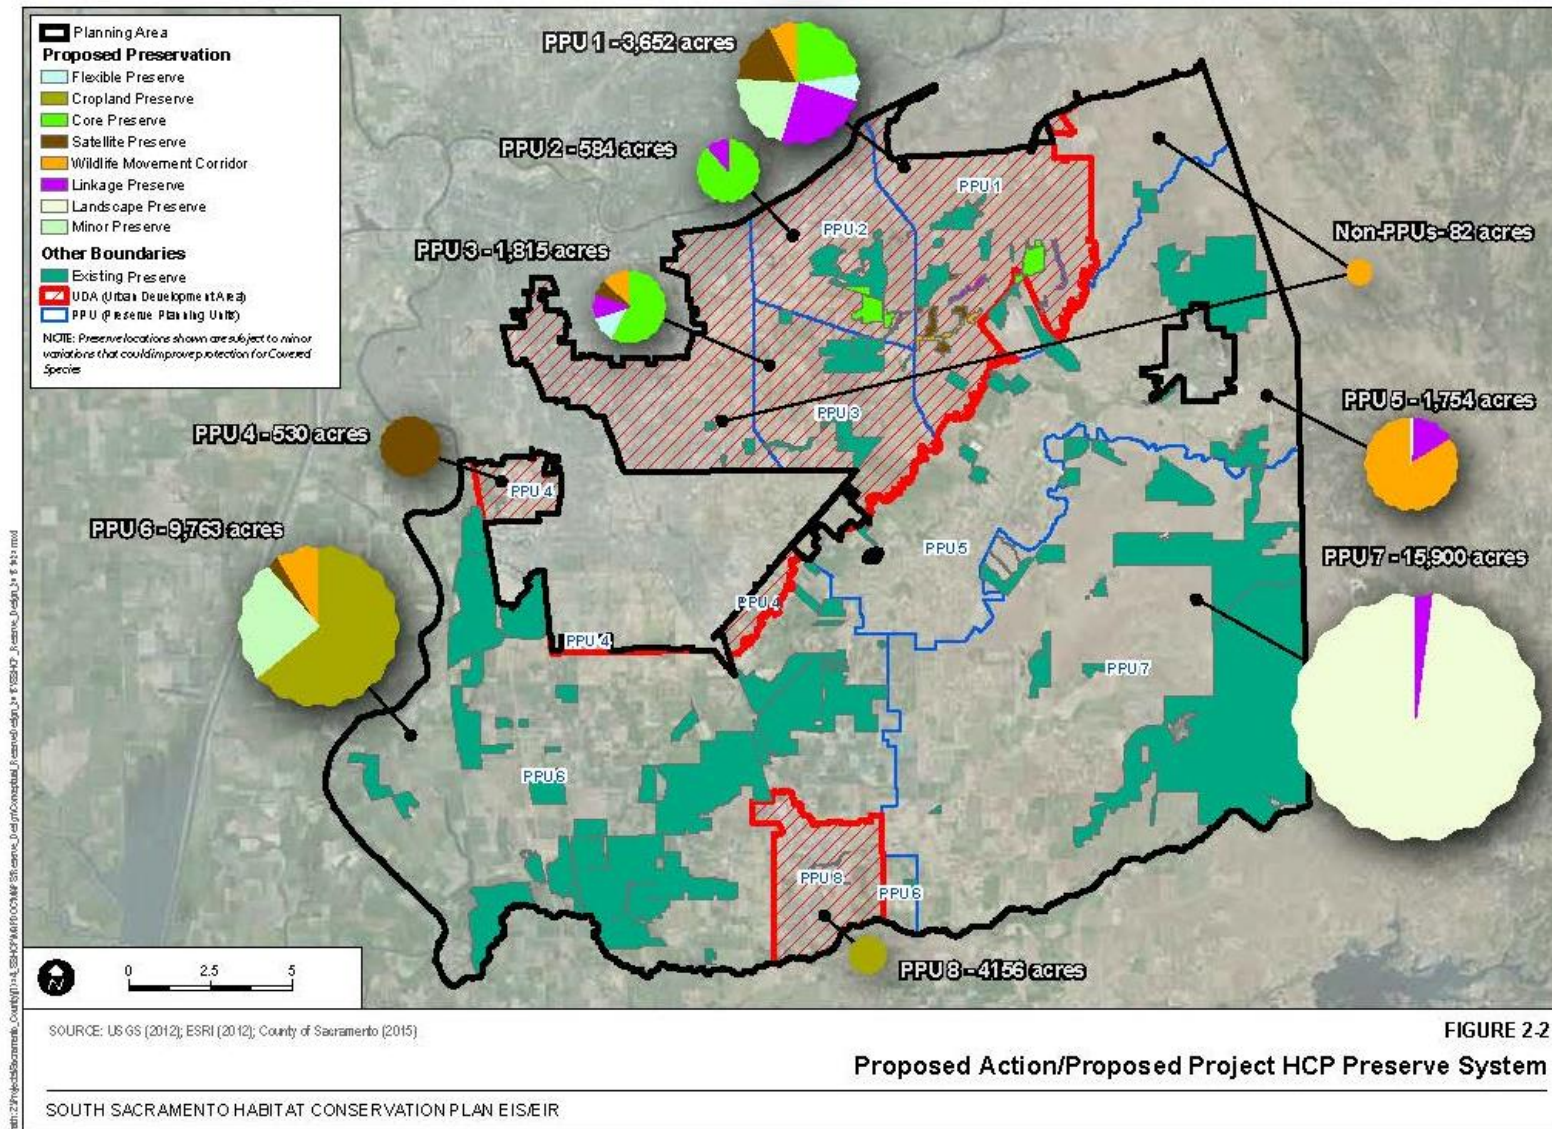 Planning Area
Proposed Preservation
Flexible Preserve
Cropland Preserve
Core Preserve
Satellite Preserve
Wildlife Movement Corridor
Linkage Preserve
Landscape Preserve
Minor Preserve
Other Boundaries
Existing Preserve
UDA (Urban Development Area)
PPU (Preserve Planning Units)
NOTE: Preserve locations shown are subject to minor
variations that could improve protection for Covered
Species
PPU 1 - 3,652 acres
PPU 2 - 584 acres
PPU 3 - 1,815 acres
PPU 4 - 530 acres
PPU 6 - 9,763 acres
Non-PPUs- 82 acres
PPU 5 - 1,754 acres
PPU 7 - 15,900 acres
PPU 8 - 4156 acres
PPU 1
PPU 2
PPU 3
PPU 4
PPU 5
PPU 4
PPU 4
PPU 7
PPU 6
PPU 8
PPU 6
N
0 2.5 5
SOURCE: USGS (2012); ESRI (2012); County of Sacramento (2015)
FIGURE 2-2
Proposed Action/Proposed Project HCP Preserve System
SOUTH SACRAMENTO HABITAT CONSERVATION PLAN EIS/EIR